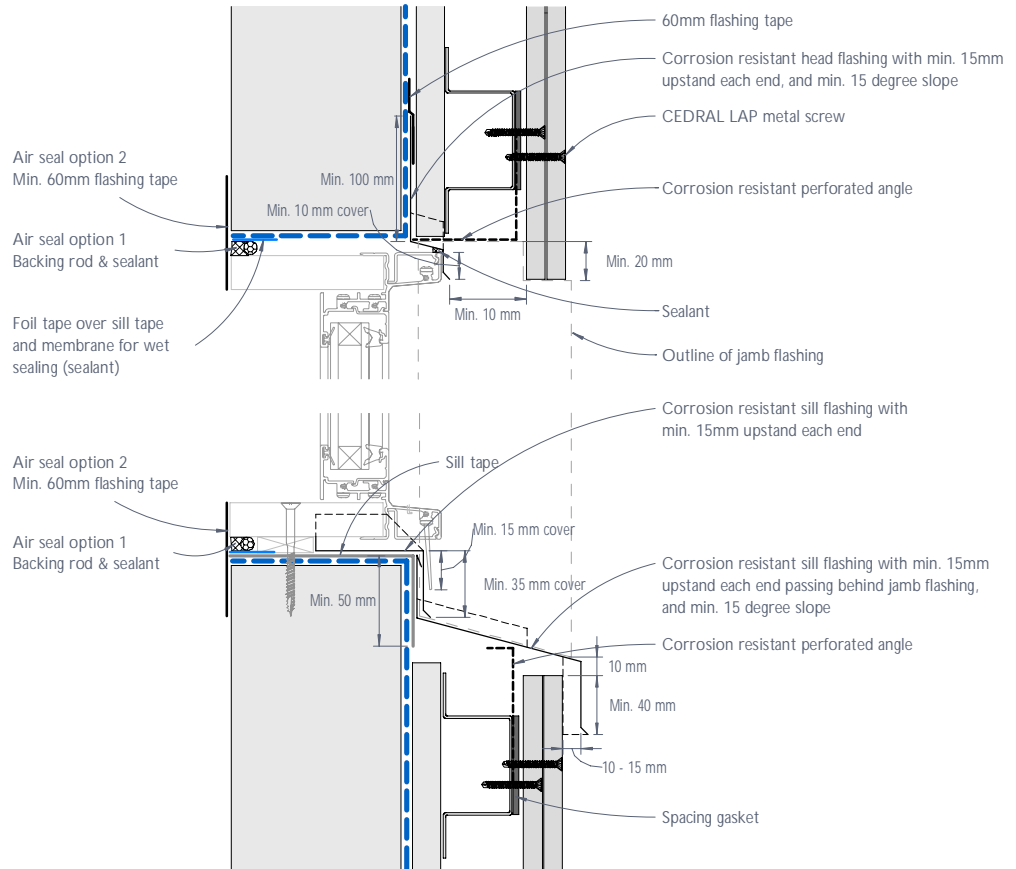 60mm flashing tape
Corrosion resistant head flashing with min. 15mm
upstand each end, and min. 15 degree slope
CEDRAL LAP metal screw
Air seal option 2
Min. 60mm flashing tape
Min. 100 mm
Corrosion resistant perforated angle
Min. 10 mm cover
Air seal option 1
Backing rod & sealant
Min. 20 mm
Min. 10 mm
Sealant
Foil tape over sill tape
and membrane for wet
sealing (sealant)
Outline of jamb flashing
Corrosion resistant sill flashing with
min. 15mm upstand each end
Air seal option 2
Min. 60mm flashing tape
Sill tape
Min. 15 mm cover
Air seal option 1
Backing rod & sealant
Min. 35 mm cover
Corrosion resistant sill flashing with min. 15mm
upstand each end passing behind jamb flashing,
and min. 15 degree slope
Min. 50 mm
Corrosion resistant perforated angle
10 mm
Min. 40 mm
10 - 15 mm
Spacing gasket